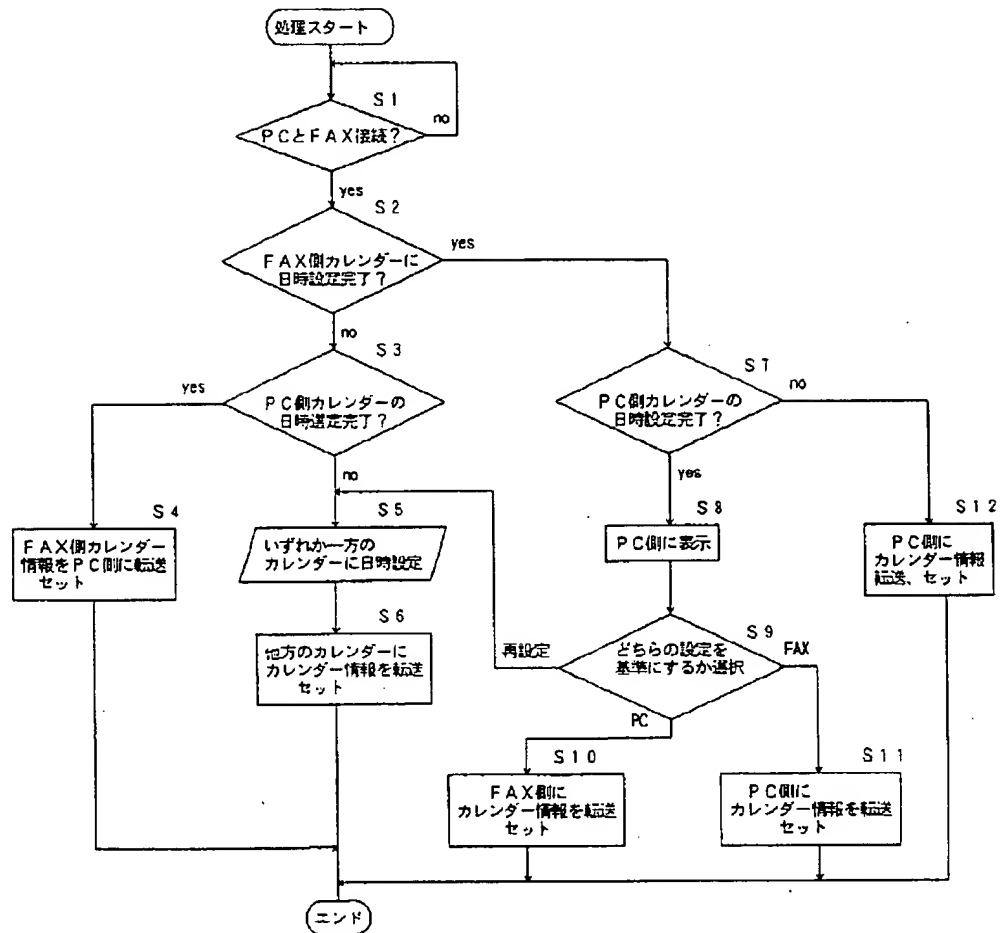 処理スタート
S1
PCとFAX接続?
no
yes
S2
FAX側カレンダーに
日時設定完了?
yes
no
S3
PC側カレンダーの
日時選定完了?
yes
no
S7
PC側カレンダーの
日時設定完了?
no
yes
S4
FAX側カレンダー
情報をPC側に転送
セット
S5
いずれか一方の
カレンダーに日時設定
S8
PC側に表示
S12
PC側に
カレンダー情報
転送、セット
S6
他方のカレンダーに
カレンダー情報を転送
セット
S9
どちらの設定を
基準にするか選択
再設定
FAX
PC
S10
FAX側に
カレンダー情報を転送
セット
S11
PC側に
カレンダー情報を転送
セット
エンド